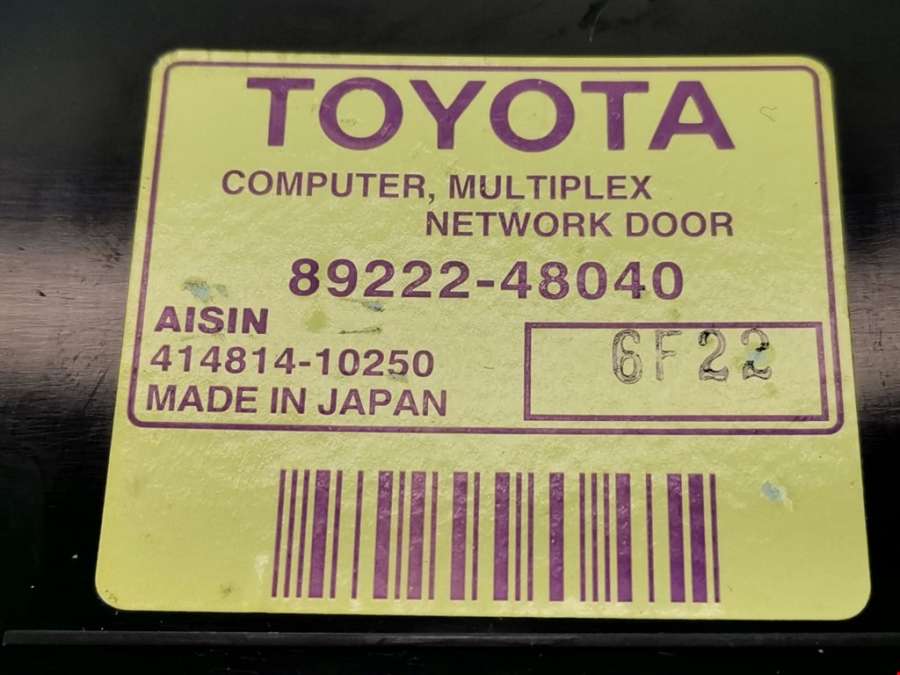 TOYOTA
COMPUTER, MULTIPLEX
NETWORK DOOR
89222-48040
AISIN
414814-10250
MADE IN JAPAN
6F22